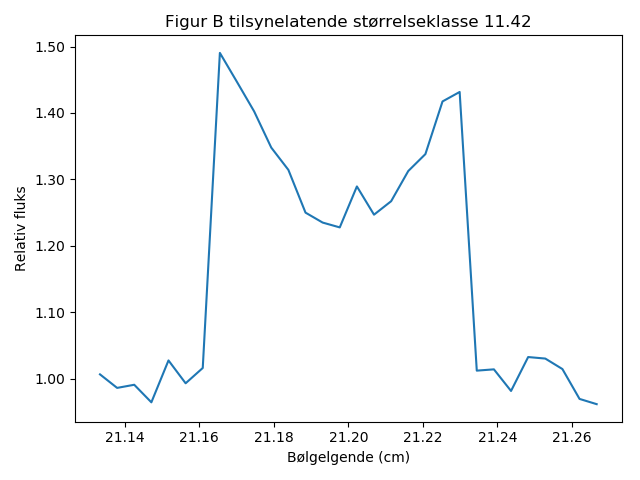 Figur B tilsynelatende størrelseklasse 11.42
1.50
1.40
1.30
1.20
1.10
1.00
Relativ fluks
21.14 21.16 21.18 21.20 21.22 21.24 21.26
Bølgelgende (cm)